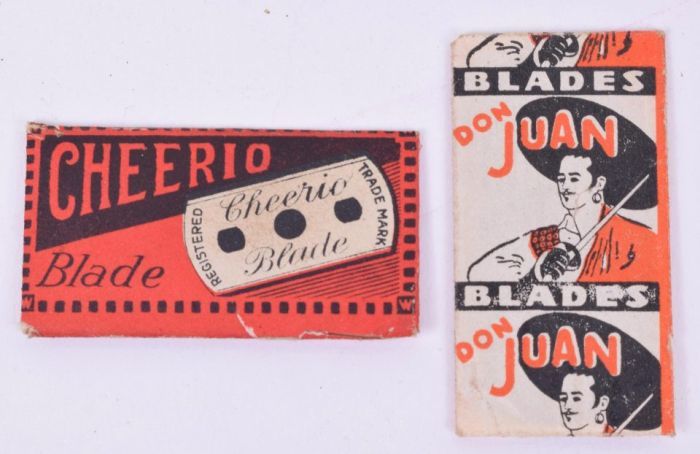 CHEERIO
Blade
REGISTERED
Cheerio
Blade
TRADE MARK
W
W
BLADES
DON
JUAN
BLADES
DON
JUAN